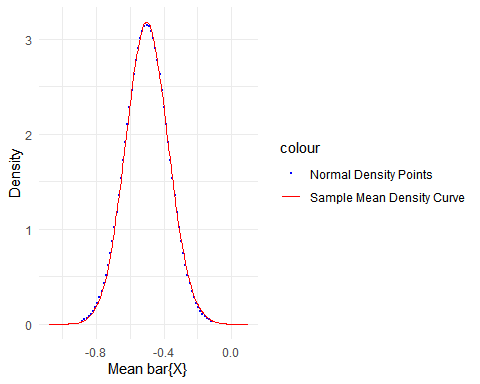 3
2
1
0
Density
-0.8
-0.4
0.0
Mean bar{X}
colour
Normal Density Points
Sample Mean Density Curve